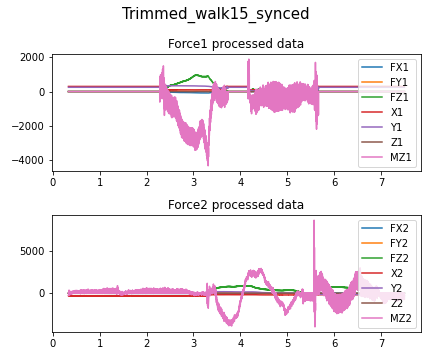 Trimmed_walk15_synced
Force1 processed data
2000
0
−2000
−4000
FX1
FY1
FZ1
X1
Y1
Z1
MZ1
0 1 2 3 4 5 6 7
Force2 processed data
5000
0
FX2
FY2
FZ2
X2
Y2
Z2
MZ2
0 1 2 3 4 5 6 7